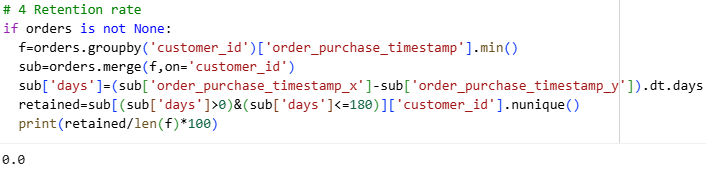 # 4 Retention rate
if orders is not None:
  f=orders.groupby('customer_id')['order_purchase_timestamp'].min()
  sub=orders.merge(f,on='customer_id')
  sub['days']=(sub['order_purchase_timestamp_x']-sub['order_purchase_timestamp_y']).dt.days
  retained=sub[(sub['days']>0)&(sub['days']<=180)]['customer_id'].nunique()
  print(retained/len(f)*100)
0.0